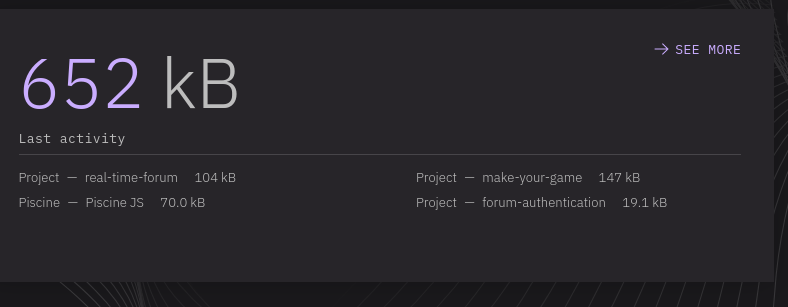 652 kB
SEE MORE
Last activity
Project — real-time-forum 104 kB
Project — make-your-game 147 kB
Piscine — Piscine JS 70.0 kB
Project — forum-authentication 19.1 kB